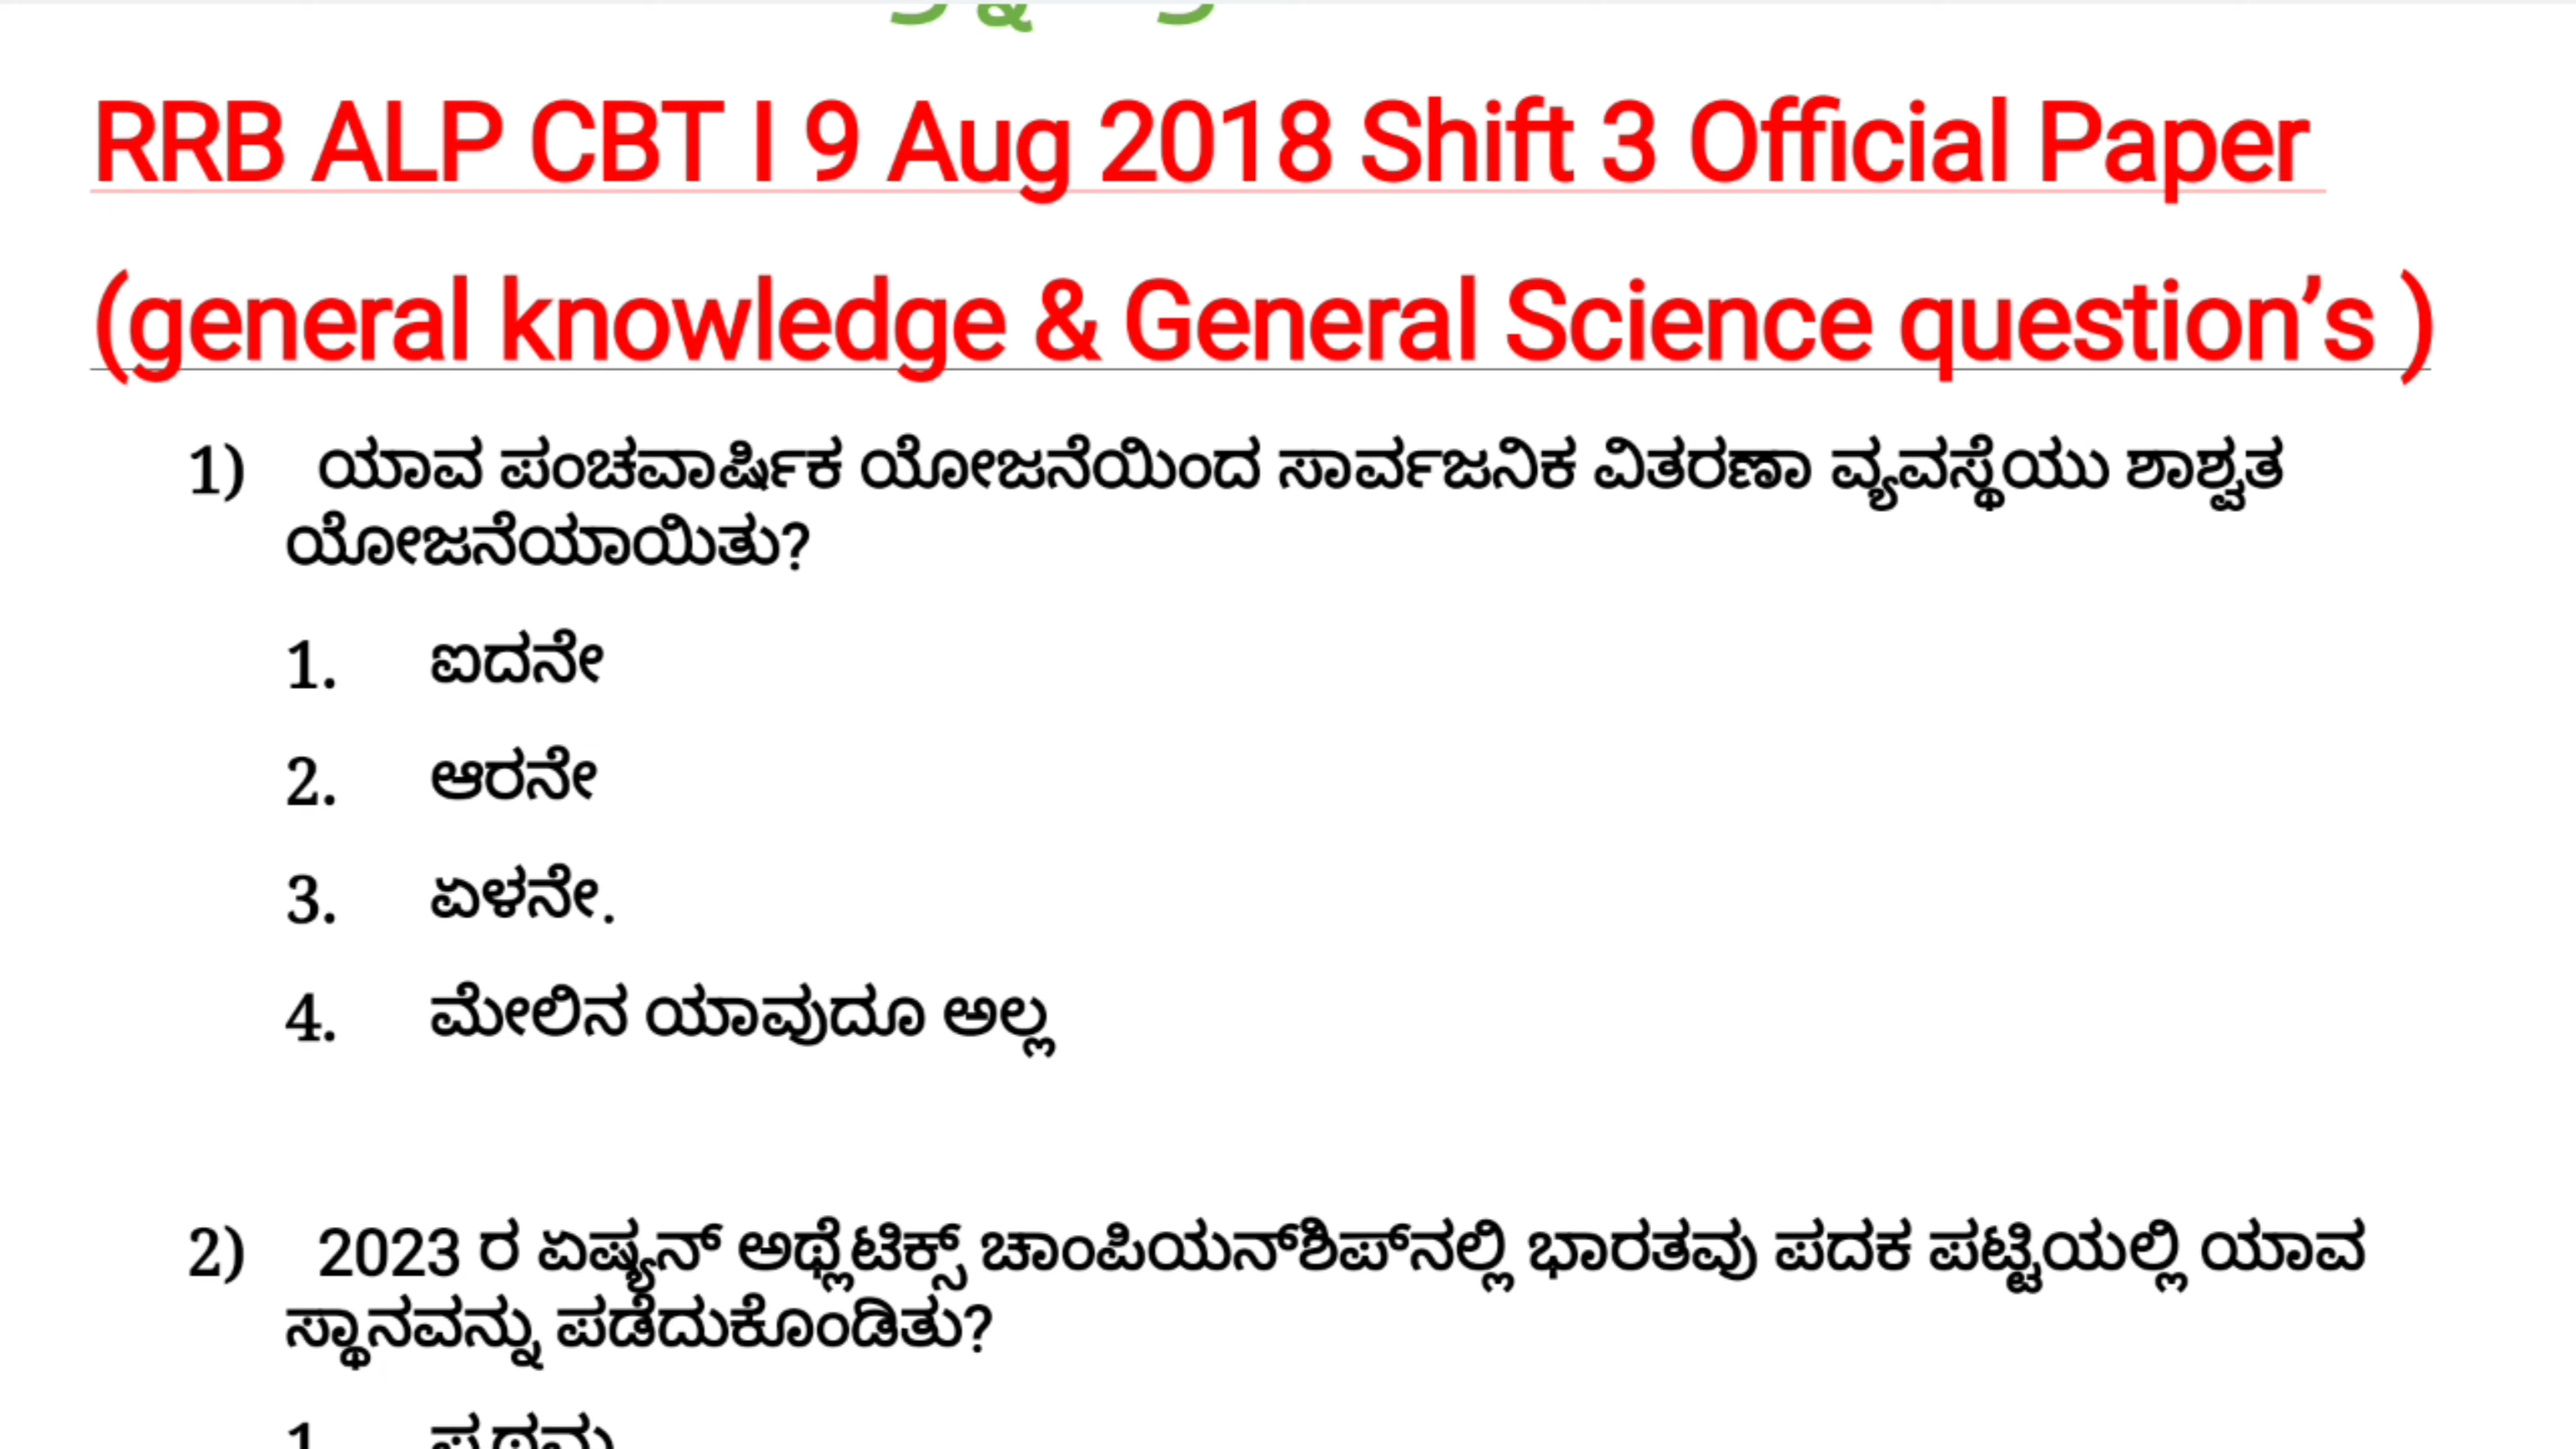 RRB ALP CBT I 9 Aug 2018 Shift 3 Official Paper
(general knowledge & General Science question’s )
1) ಯಾವ ಪಂಚವಾರ್ಷಿಕ ಯೋಜನೆಯಿಂದ ಸಾರ್ವಜನಿಕ ವಿತರಣಾ ವ್ಯವಸ್ಥೆಯು ಶಾಶ್ವತ
ಯೋಜನೆಯಾಯಿತು?
1. ಐದನೇ
2. ಆರನೇ
3. ಏಳನೇ.
4. ಮೇಲಿನ ಯಾವುದೂ ಅಲ್ಲ
2) 2023 ರ ಏಷ್ಯನ್ ಅಥ್ಲೆಟಿಕ್ಸ್ ಚಾಂಪಿಯನ್‌ಶಿಪ್‌ನಲ್ಲಿ ಭಾರತವು ಪದಕ ಪಟ್ಟಿಯಲ್ಲಿ ಯಾವ
ಸ್ಥಾನವನ್ನು ಪಡೆದುಕೊಂಡಿತು?